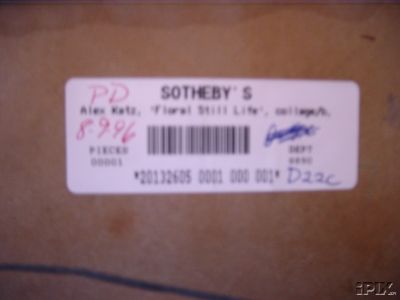 PD SOTHEBY'S
Alex Katz, 'Floral Still Life', collage/b,
8-9-96
PIECES DEPT
00001
*20132605 0001 000 001* D22C
iPIX